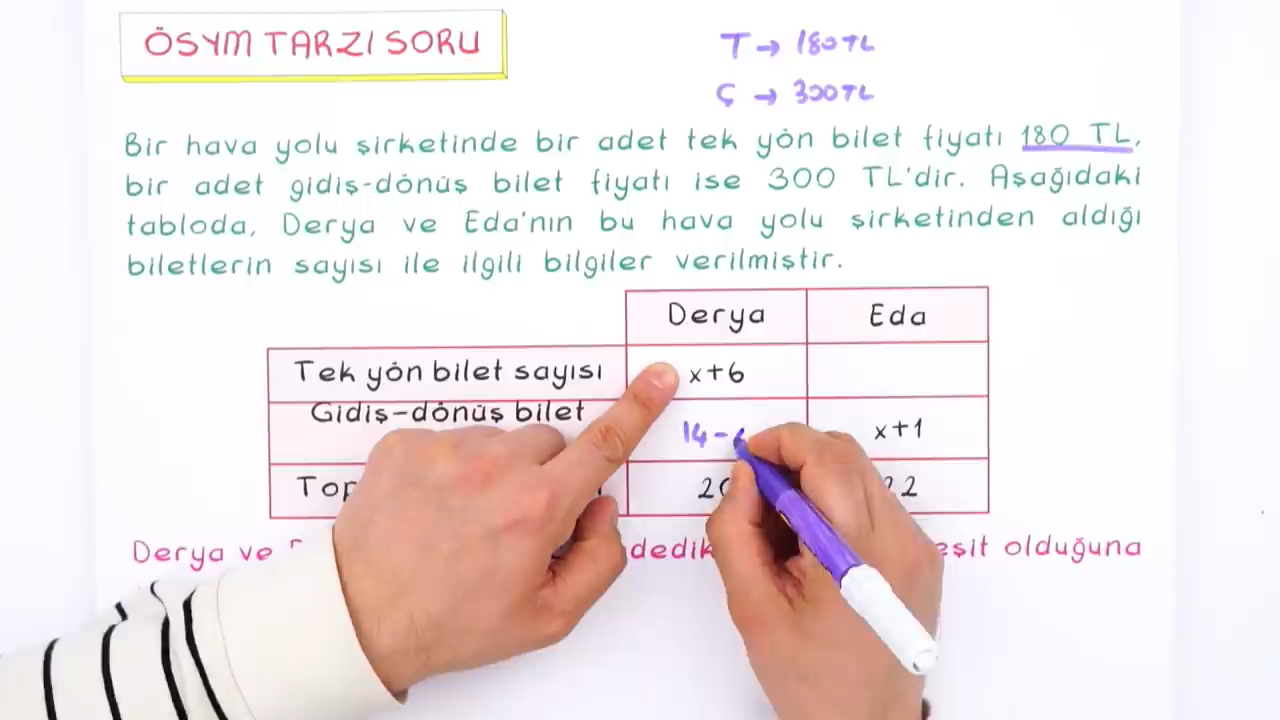 ÖSYM TARZI SORU
T → 180 TL
Ç → 300 TL
Bir hava yolu şirketinde bir adet tek yön bilet fiyatı 180 TL,
bir adet gidiş-dönüş bilet fiyatı ise 300 TL'dir. Aşağıdaki
tabloda, Derya ve Eda'nın bu hava yolu şirketinden aldığı
biletlerin sayısı ile ilgili bilgiler verilmiştir.
Derya Eda
Tek yön bilet sayısı x+6
Gidiş-dönüş bilet
14- x+1
Derya ve eşit olduğuna